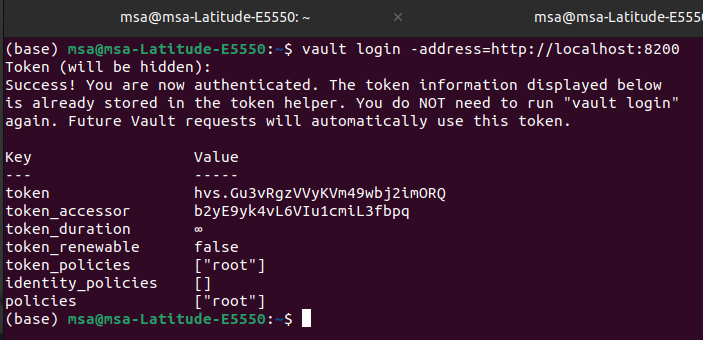 msa@msa-Latitude-E5550: ~ × msa@msa-Latitude-E550
(base) msa@msa-Latitude-E5550:~$ vault login -address=http://localhost:8200
Token (will be hidden):
Success! You are now authenticated. The token information displayed below
is already stored in the token helper. You do NOT need to run "vault login"
again. Future Vault requests will automatically use this token.
Key Value
--- -----
token hvs.Gu3vRgzVVyKVm49wbj2imORQ
token_accessor b2yE9yk4vL6VIu1cmiL3fbpq
token_duration ∞
token_renewable false
token_policies ["root"]
identity_policies []
policies ["root"]
(base) msa@msa-Latitude-E5550:~$